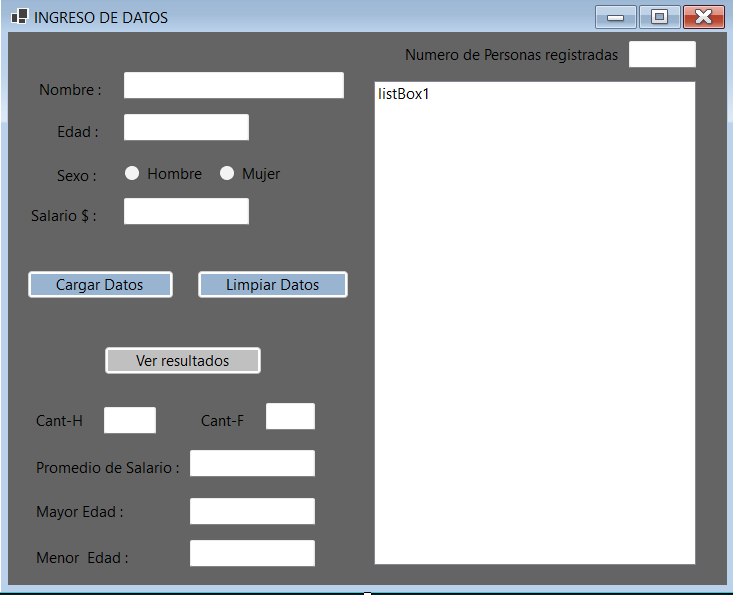 INGRESO DE DATOS
Numero de Personas registradas
Nombre :
Edad :
Sexo :  Hombre  Mujer
Salario $ :
Cargar Datos  Limpiar Datos
Ver resultados
Cant-H  Cant-F
Promedio de Salario :
Mayor Edad :
Menor  Edad :
listBox1